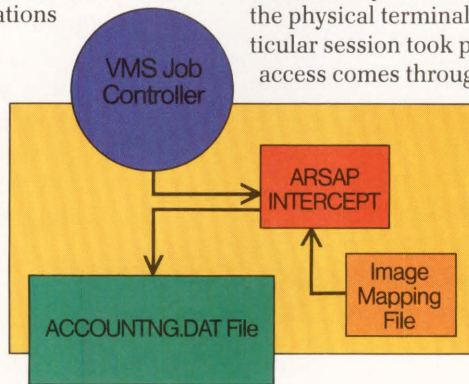 ations
the physical terminal
ticular session took p
access comes throug
VMS Job
Controller
ARSAP
INTERCEPT
Image
Mapping
File
ACCOUNTNG.DAT File